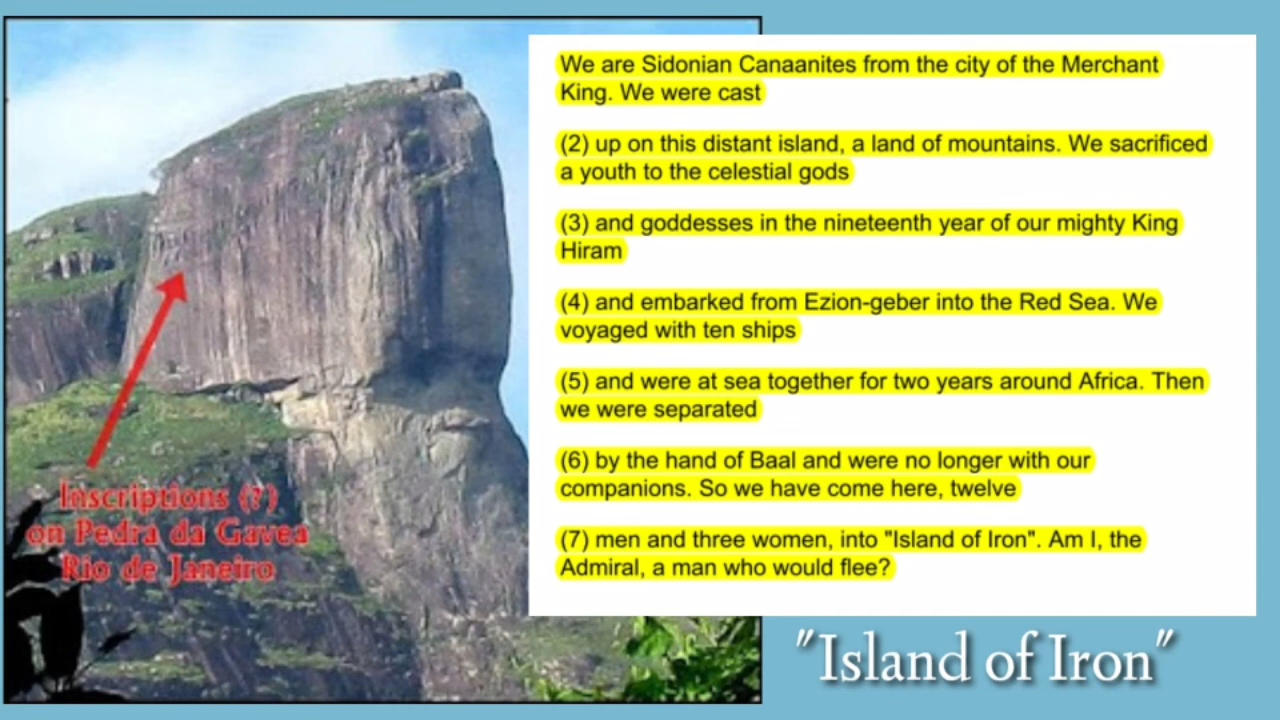 We are Sidonian Canaanites from the city of the Merchant
King. We were cast
(2) up on this distant island, a land of mountains. We sacrificed
a youth to the celestial gods
(3) and goddesses in the nineteenth year of our mighty King
Hiram
(4) and embarked from Ezion-geber into the Red Sea. We
voyaged with ten ships
(5) and were at sea together for two years around Africa. Then
we were separated
(6) by the hand of Baal and were no longer with our
companions. So we have come here, twelve
(7) men and three women, into "Island of Iron". Am I, the
Admiral, a man who would flee?
Inscriptions (?)
on Pedra da Gavea
Rio de Janeiro
"Island of Iron"